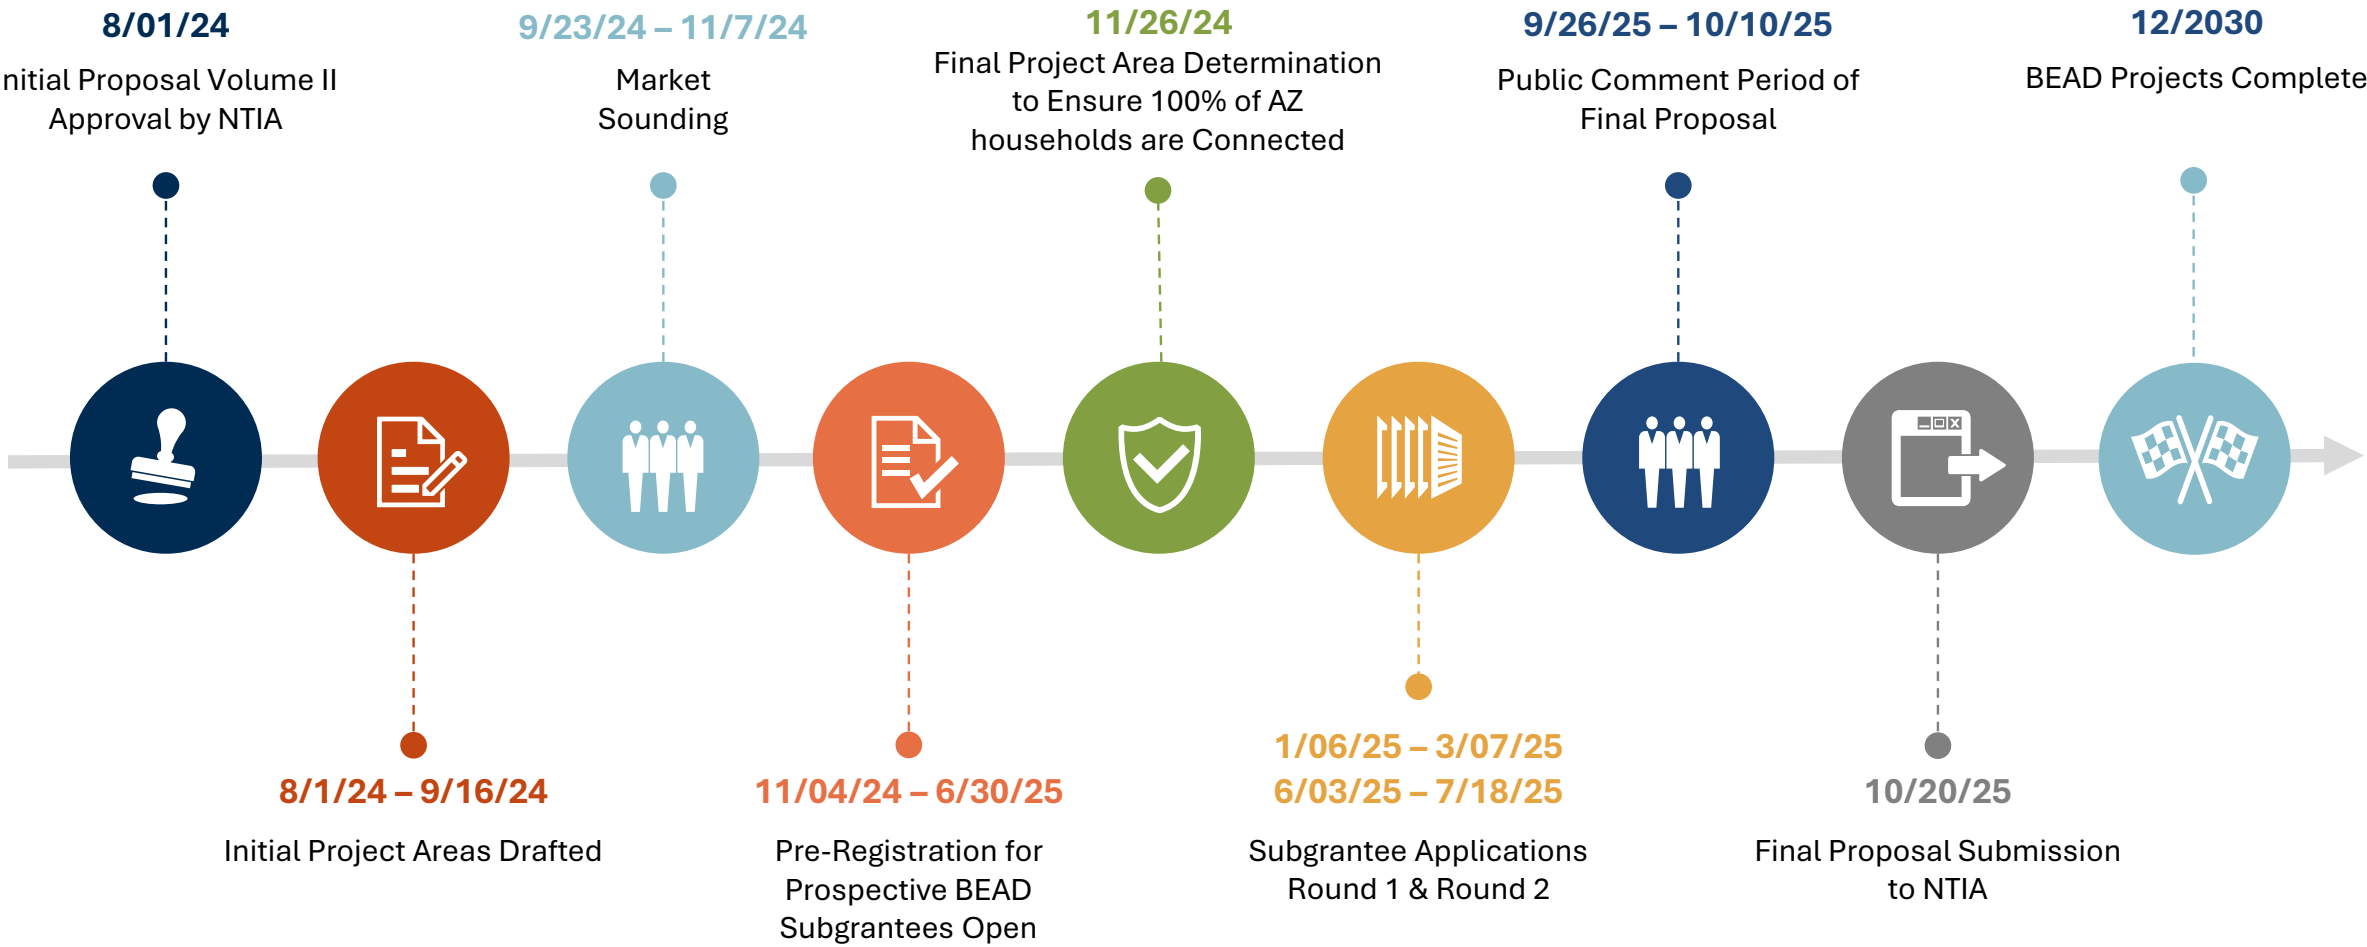 8/01/24
nitial Proposal Volume II
Approval by NTIA
8/1/24 – 9/16/24
Initial Project Areas Drafted
9/23/24 – 11/7/24
Market
Sounding
11/04/24 – 6/30/25
Pre-Registration for
Prospective BEAD
Subgrantees Open
11/26/24
Final Project Area Determination
to Ensure 100% of AZ
households are Connected
1/06/25 – 3/07/25
6/03/25 – 7/18/25
Subgrantee Applications
Round 1 & Round 2
9/26/25 – 10/10/25
Public Comment Period of
Final Proposal
10/20/25
Final Proposal Submission
to NTIA
12/2030
BEAD Projects Complete